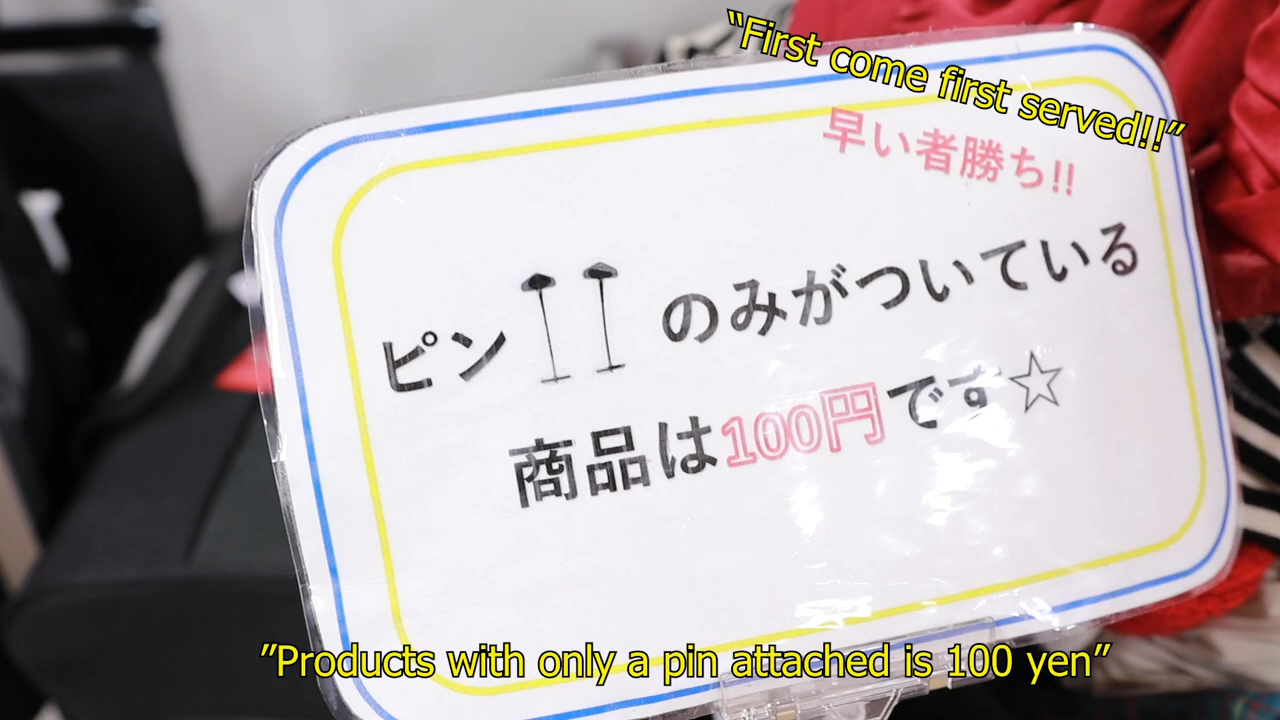 “First come first served!!”
早い者勝ち!!
ピン のみがついている
商品は100円です☆
”Products with only a pin attached is 100 yen”